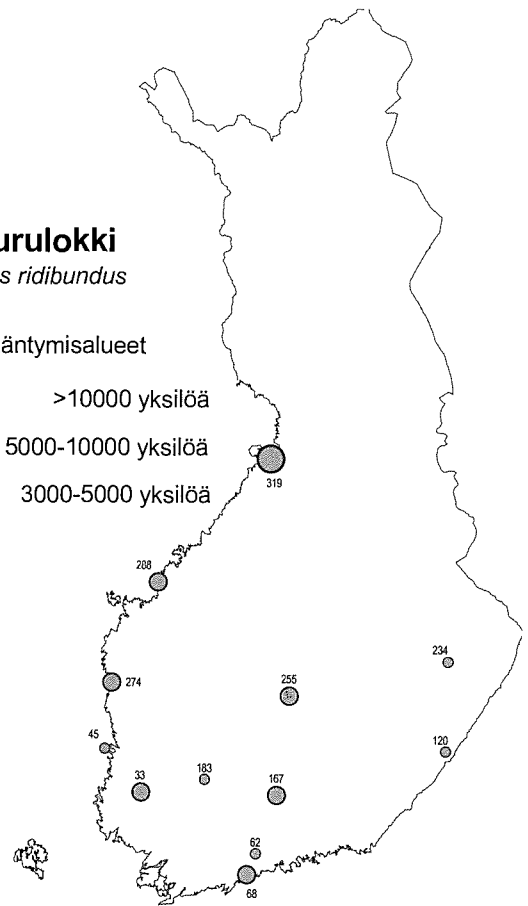 urulokki
s ridibundus
äntymisalueet
>10000 yksilöä
5000-10000 yksilöä
3000-5000 yksilöä
319
288
274
234
255
45
120
183
33
167
62
68